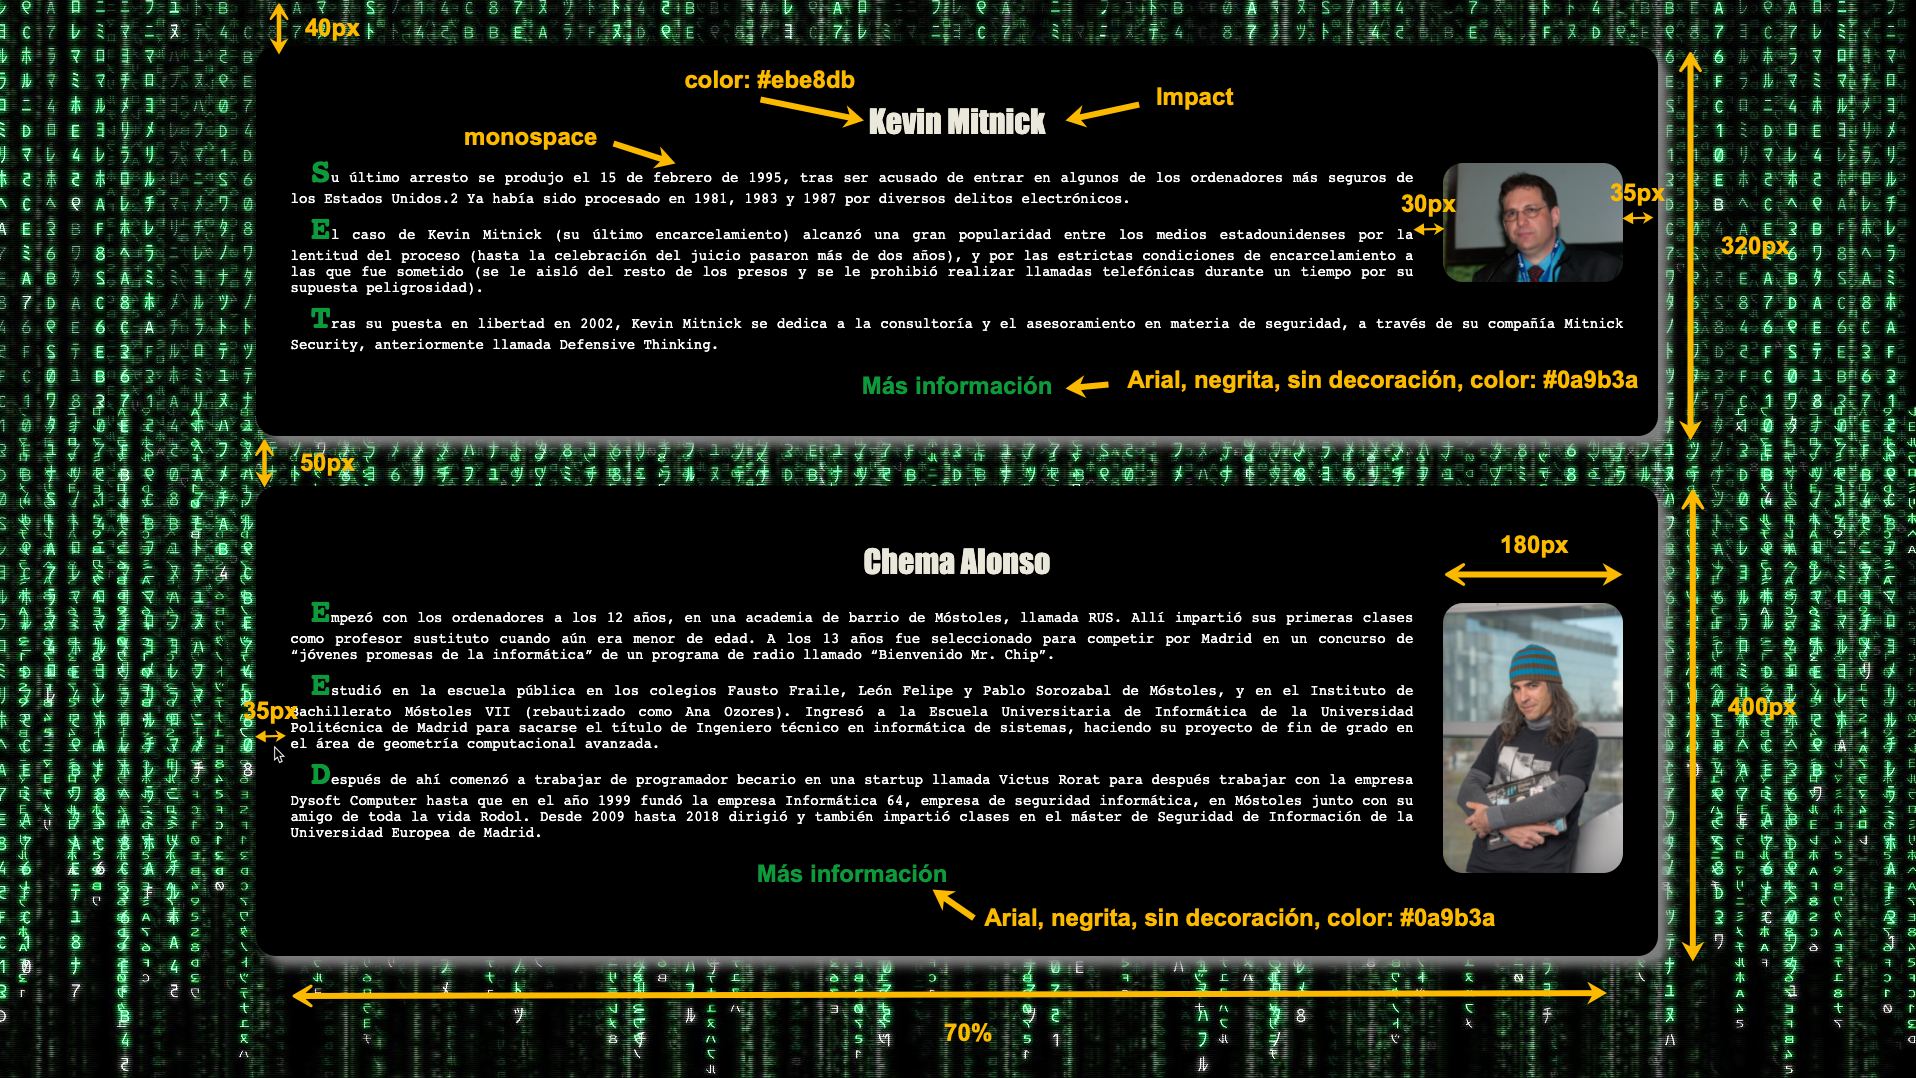 40px
color: #ebe8db
Impact
Kevin Mitnick
monospace
Su último arresto se produjo el 15 de febrero de 1995, tras ser acusado de entrar en algunos de los ordenadores más seguros de
los Estados Unidos.2 Ya había sido procesado en 1981, 1983 y 1987 por diversos delitos electrónicos.
30px
35px
El caso de Kevin Mitnick (su último encarcelamiento) alcanzó una gran popularidad entre los medios estadounidenses por la
lentitud del proceso (hasta la celebración del juicio pasaron más de dos años), y por las estrictas condiciones de encarcelamiento a
las que fue sometido (se le aisló del resto de los presos y se le prohibió realizar llamadas telefónicas durante un tiempo por su
supuesta peligrosidad).
320px
Tras su puesta en libertad en 2002, Kevin Mitnick se dedica a la consultoría y el asesoramiento en materia de seguridad, a través de su compañía Mitnick
Security, anteriormente llamada Defensive Thinking.
Más información
Arial, negrita, sin decoración, color: #0a9b3a
50px
Chema Alonso
180px
Empezó con los ordenadores a los 12 años, en una academia de barrio de Móstoles, llamada RUS. Allí impartió sus primeras clases
como profesor sustituto cuando aún era menor de edad. A los 13 años fue seleccionado para competir por Madrid en un concurso de
“jóvenes promesas de la informática” de un programa de radio llamado “Bienvenido Mr. Chip”.
Estudió en la escuela pública en los colegios Fausto Fraile, León Felipe y Pablo Sorozabal de Móstoles, y en el Instituto de
Bachillerato Móstoles VII (rebautizado como Ana Ozores). Ingresó a la Escuela Universitaria de Informática de la Universidad
Politécnica de Madrid para sacarse el título de Ingeniero técnico en informática de sistemas, haciendo su proyecto de fin de grado en
el área de geometría computacional avanzada.
35px
400px
Después de ahí comenzó a trabajar de programador becario en una startup llamada Victus Rorat para después trabajar con la empresa
Dysoft Computer hasta que en el año 1999 fundó la empresa Informática 64, empresa de seguridad informática, en Móstoles junto con su
amigo de toda la vida Rodol. Desde 2009 hasta 2018 dirigió y también impartió clases en el máster de Seguridad de Información de la
Universidad Europea de Madrid.
Más información
Arial, negrita, sin decoración, color: #0a9b3a
70%